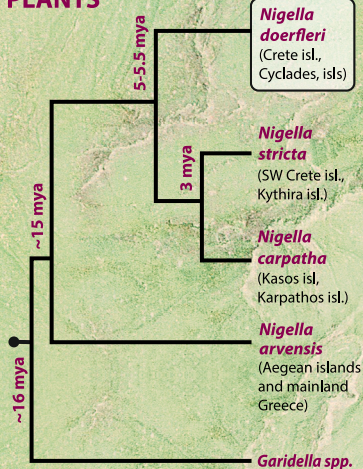 PLANTS
5-5.5 mya
Nigella
doerfleri
(Crete isl.,
Cyclades, isls)
3 mya
Nigella
stricta
(SW Crete isl.,
Kythira isl.)
~15 mya
Nigella
carpatha
(Kasos isl,
Karpathos isl.)
~16 mya
Nigella
arvensis
(Aegean islands
and mainland
Greece)
Garidella spp.